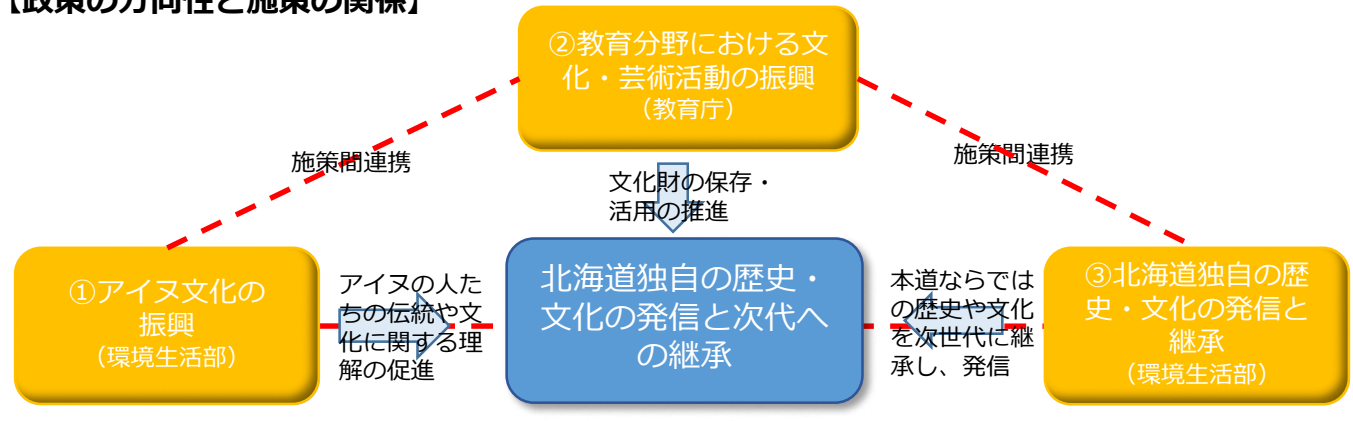 【政策の方向性と施策の関係】
②教育分野における文
化・芸術活動の振興
（教育庁）
施策間連携
施策間連携
文化財の保存・
活用の推進
①アイヌ文化の
振興
（環境生活部）
アイヌの人た
ちの伝統や文
化に関する理
解の促進
北海道独自の歴史・
文化の発信と次代へ
の継承
本道ならでは
の歴史や文化
を次世代に継
承し、発信
③北海道独自の歴
史・文化の発信と
継承
（環境生活部）